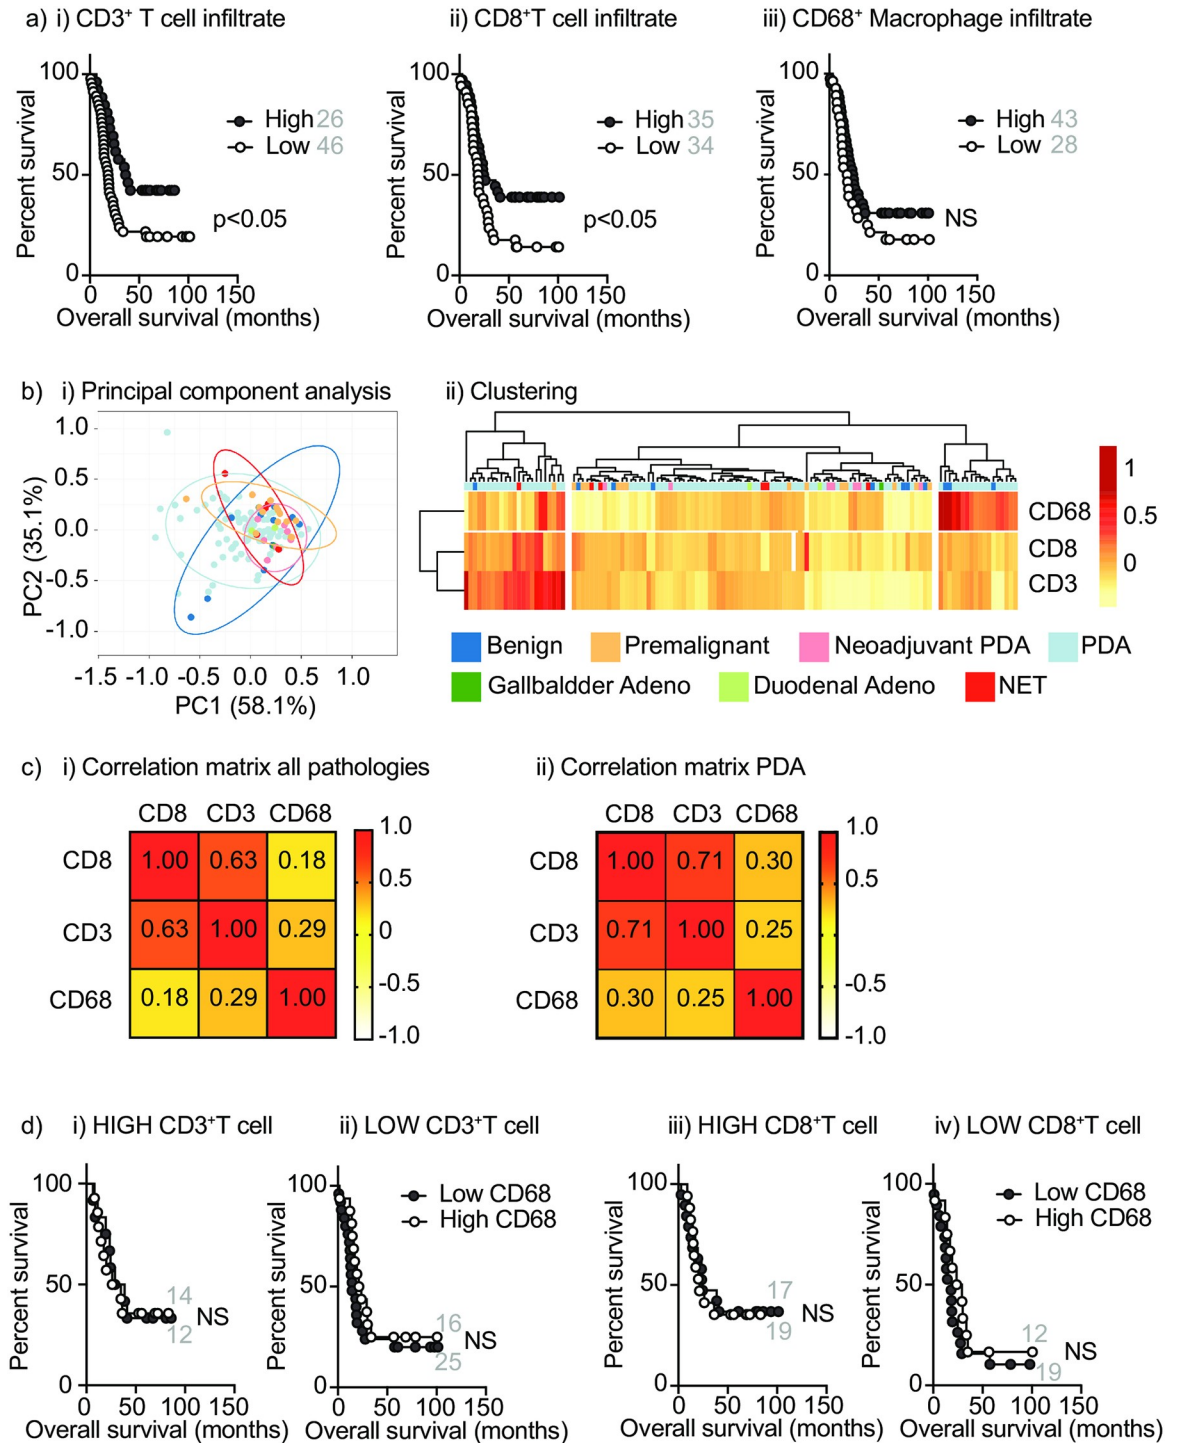 a) i) CD3+ T cell infiltrate
ii) CD8+T cell infiltrate
iii) CD68+ Macrophage infiltrate
Percent survival
100
50
0
0 50 100 150
Overall survival (months)
High 26
Low 46
p<0.05
Percent survival
100
50
0
0 50 100 150
Overall survival (months)
High 35
Low 34
p<0.05
Percent survival
100
50
0
0 50 100 150
Overall survival (months)
High 43
Low 28
NS
b) i) Principal component analysis
PC2 (35.1%)
1.0
0.5
0.0
-0.5
-1.0
-1.5 -1.0 -0.5 0.0 0.5 1.0
PC1 (58.1%)
ii) Clustering
CD68
CD8
CD3
1
0.5
0
Benign Premalignant Neoadjuvant PDA PDA
Gallbaldder Adeno Duodenal Adeno NET
c) i) Correlation matrix all pathologies
CD8 CD3 CD68
CD8 1.00 0.63 0.18
CD3 0.63 1.00 0.29
CD68 0.18 0.29 1.00
1.0
0.5
0
-0.5
-1.0
ii) Correlation matrix PDA
CD8 CD3 CD68
CD8 1.00 0.71 0.30
CD3 0.71 1.00 0.25
CD68 0.30 0.25 1.00
1.0
0.5
-0.5
-1.0
d) i) HIGH CD3+T cell
Percent survival
100
50
0
0 50 100 150
Overall survival (months)
14
NS
12
ii) LOW CD3+T cell
Percent survival
100
50
0
0 50 100 150
Overall survival (months)
Low CD68
High CD68
16
NS
25
iii) HIGH CD8+T cell
Percent survival
100
50
0
0 50 100 150
Overall survival (months)
17
NS
19
iv) LOW CD8+T cell
Percent survival
100
50
0
0 50 100 150
Overall survival (months)
Low CD68
High CD68
12
NS
19